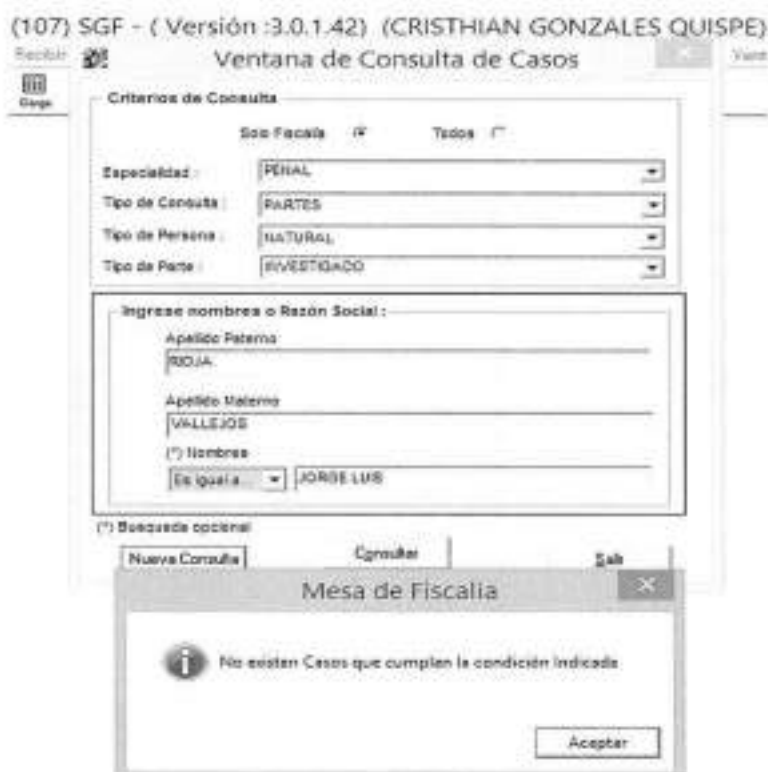 (107) SGF - ( Versión :3.0.1.42) (CRISTHIAN GONZALES QUISPE)
Recibir
Ventana de Consulta de Casos
Carga
Criterios de Consulta
Solo Fiscalía Todos
Especialidad : PENAL
Tipo de Consulta : PARTES
Tipo de Persona : NATURAL
Tipo de Parte : INVESTIGADO
Ingrese nombres o Razón Social :
Apellido Paterno
RIOJA
Apellido Materno
VALLEJOS
(*) Nombres
Es igual a... JORGE LUIS
(*) Busqueda opcional
Nueva Consulta Consultar Salir
Mesa de Fiscalia
No existen Casos que cumplan la condición Indicada
Aceptar